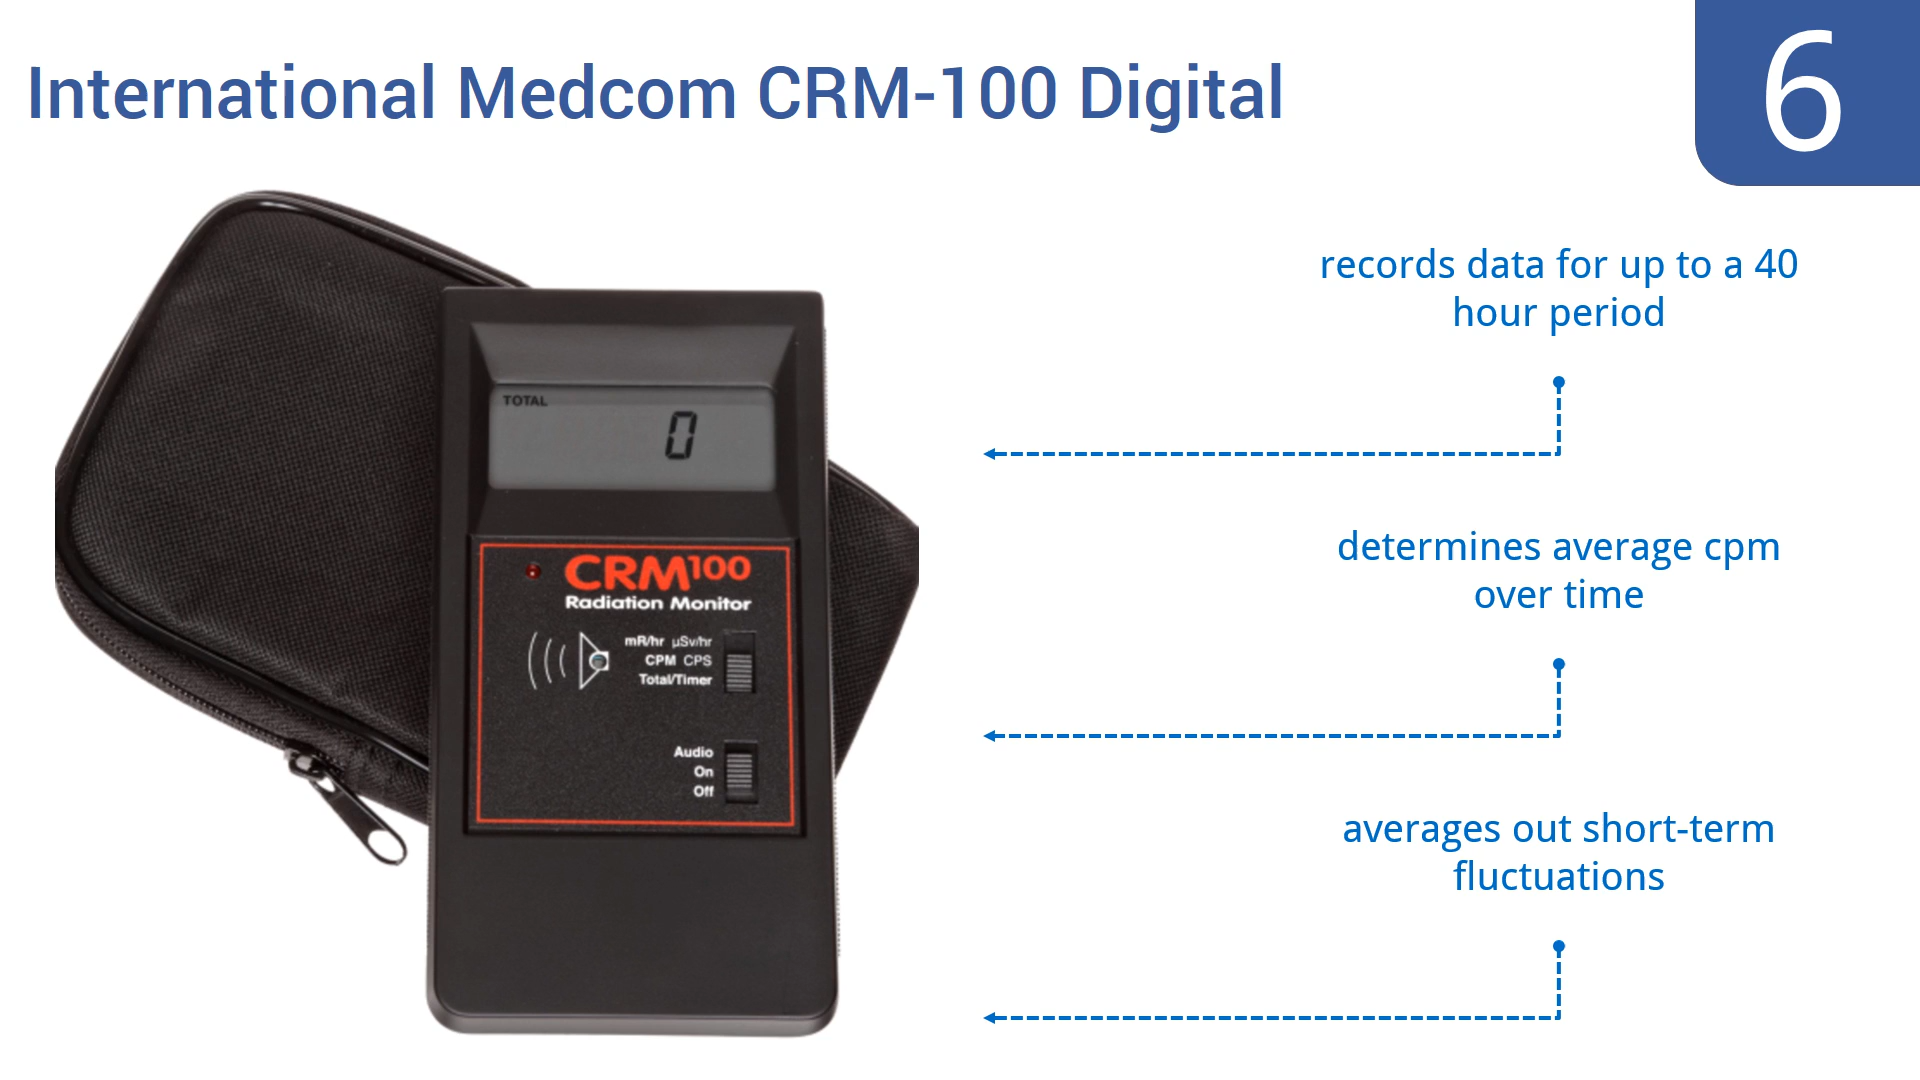 International Medcom CRM-100 Digital
6
records data for up to a 40
hour period
determines average cpm
over time
averages out short-term
fluctuations
TOTAL
0
CRM100
Radiation Monitor
mR/hr µSv/hr
CPM CPS
Total/Timer
Audio
On
Off